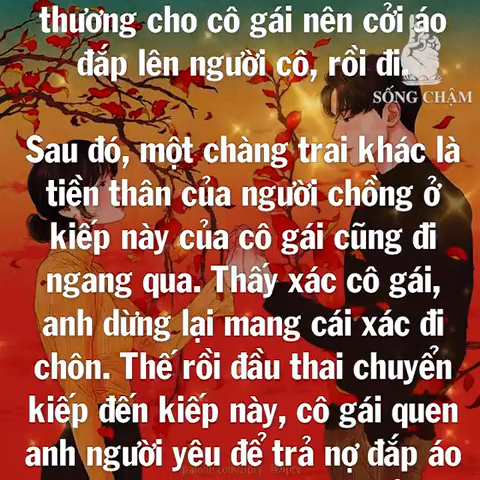 thương cho cô gái nên cởi áo
đắp lên người cô, rồi đi.
SỐNG CHẬM
Sau đó, một chàng trai khác là
tiền thân của người chồng ở
kiếp này của cô gái cũng đi
ngang qua. Thấy xác cô gái,
anh dừng lại mang cái xác đi
chôn. Thế rồi đầu thai chuyển
kiếp đến kiếp này, cô gái quen
anh người yêu để trả nợ đắp áo